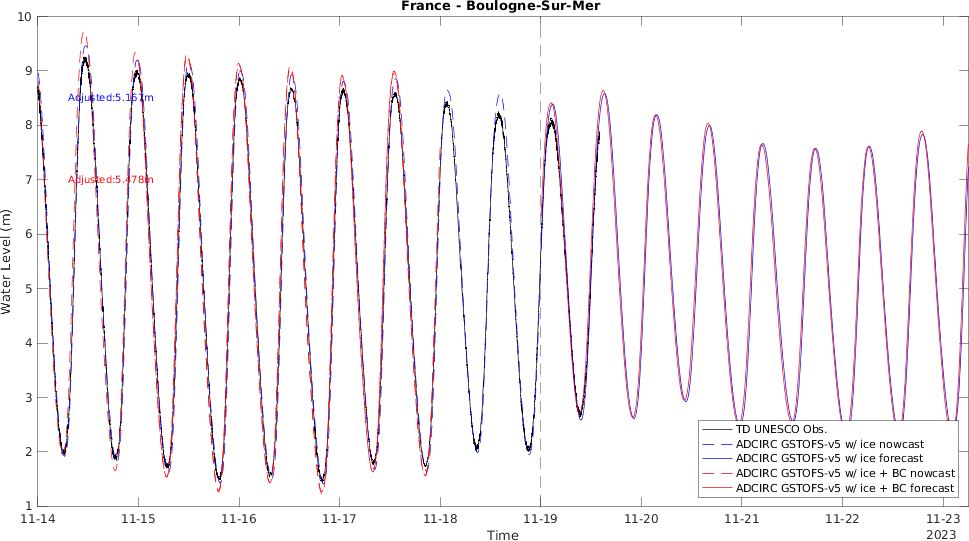 France - Boulogne-Sur-Mer
Water Level (m)
10
9
8
7
6
5
4
3
2
1
Adjusted:5.157m
Adjusted:5.478m
TD UNESCO Obs.
ADCIRC GSTOFS-v5 w/ ice nowcast
ADCIRC GSTOFS-v5 w/ ice forecast
ADCIRC GSTOFS-v5 w/ ice + BC nowcast
ADCIRC GSTOFS-v5 w/ ice + BC forecast
11-14 11-15 11-16 11-17 11-18 11-19 11-20 11-21 11-22 11-23
Time
2023